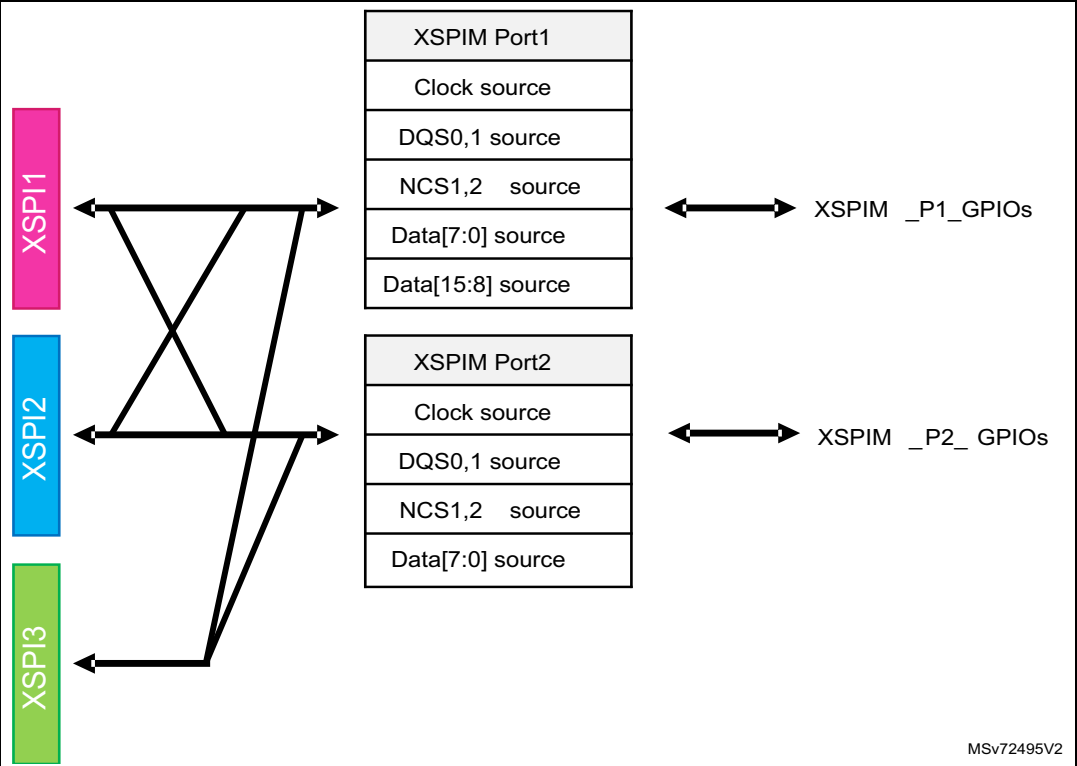 XSPI1
XSPI2
XSPI3
XSPIM Port1
Clock source
DQS0,1 source
NCS1,2 source
Data[7:0] source
Data[15:8] source
XSPIM _P1_GPIOs
XSPIM Port2
Clock source
DQS0,1 source
NCS1,2 source
Data[7:0] source
XSPIM _P2_ GPIOs
MSv72495V2